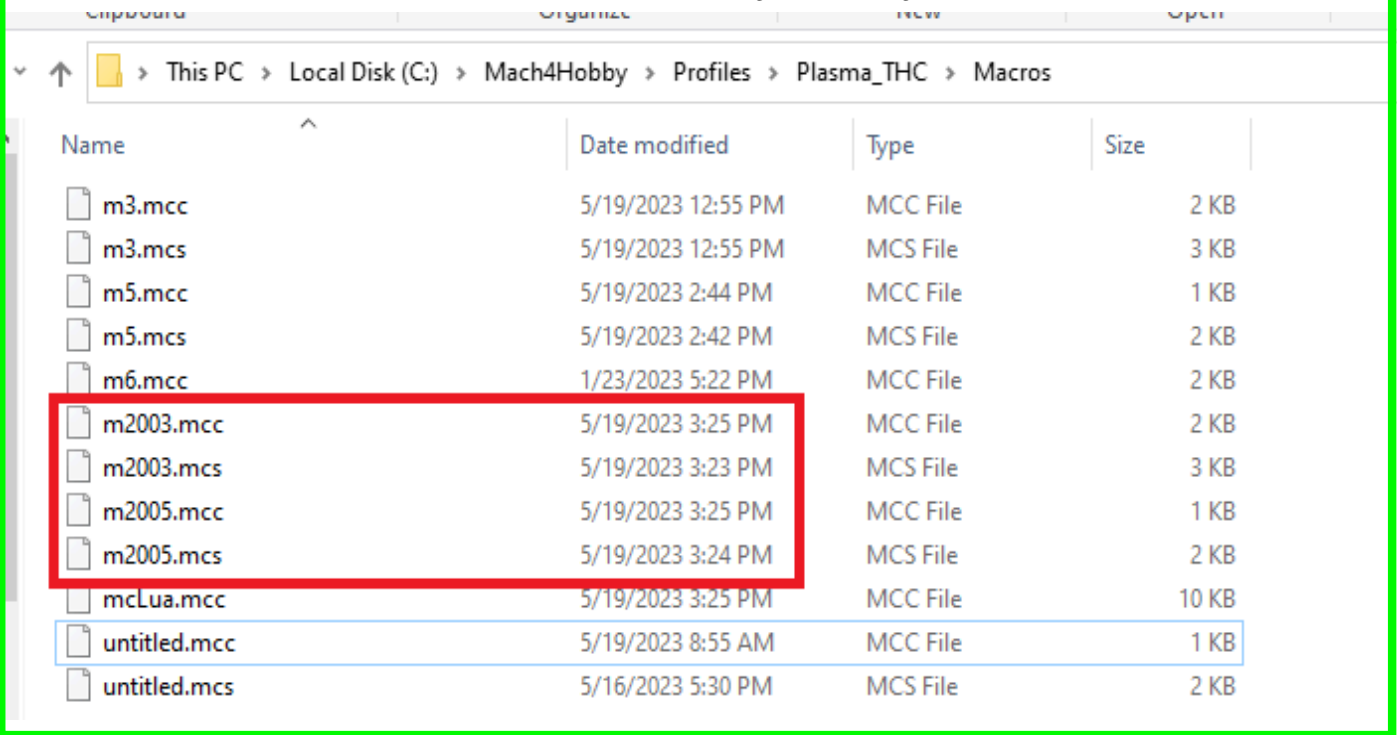 Clipboard Organize New Open
This PC > Local Disk (C:) > Mach4Hobby > Profiles > Plasma_THC > Macros
Name Date modified Type Size
m3.mcc 5/19/2023 12:55 PM MCC File 2 KB
m3.mcs 5/19/2023 12:55 PM MCS File 3 KB
m5.mcc 5/19/2023 2:44 PM MCC File 1 KB
m5.mcs 5/19/2023 2:42 PM MCS File 2 KB
m6.mcc 1/23/2023 5:22 PM MCC File 2 KB
m2003.mcc 5/19/2023 3:25 PM MCC File 2 KB
m2003.mcs 5/19/2023 3:23 PM MCS File 3 KB
m2005.mcc 5/19/2023 3:25 PM MCC File 1 KB
m2005.mcs 5/19/2023 3:24 PM MCS File 2 KB
mcLua.mcc 5/19/2023 3:25 PM MCC File 10 KB
untitled.mcc 5/19/2023 8:55 AM MCC File 1 KB
untitled.mcs 5/16/2023 5:30 PM MCS File 2 KB